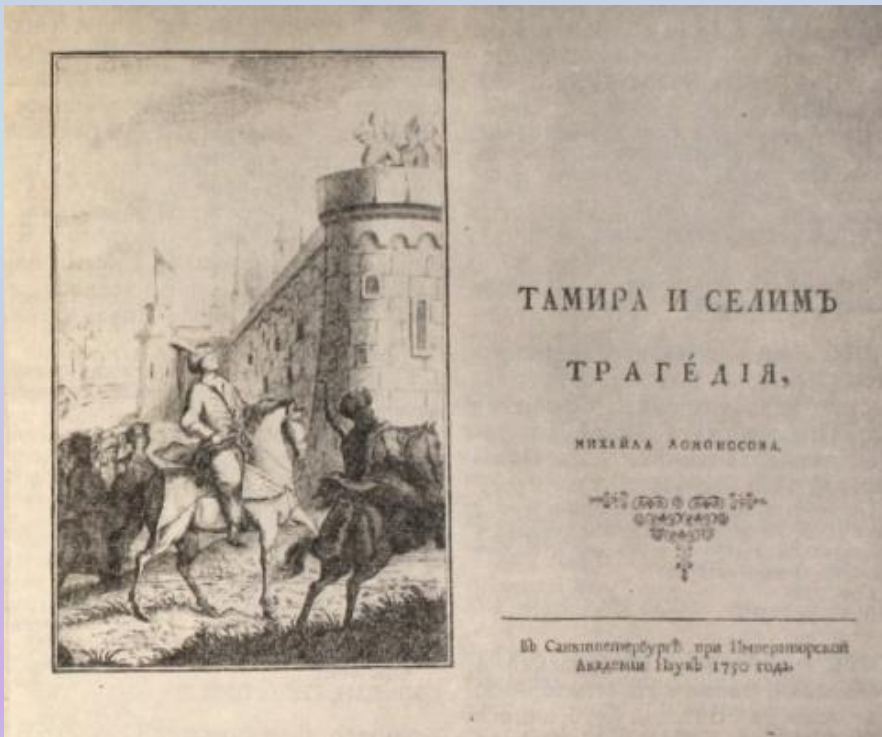 ТАМИРА И СЕЛИМЪ
ТРАГЕ́ДІЯ,
МИХАЙЛА ЛОМОНОСОВА.
Въ Санктпетербургѣ при Императорской
Академіи Наукъ 1750 года.